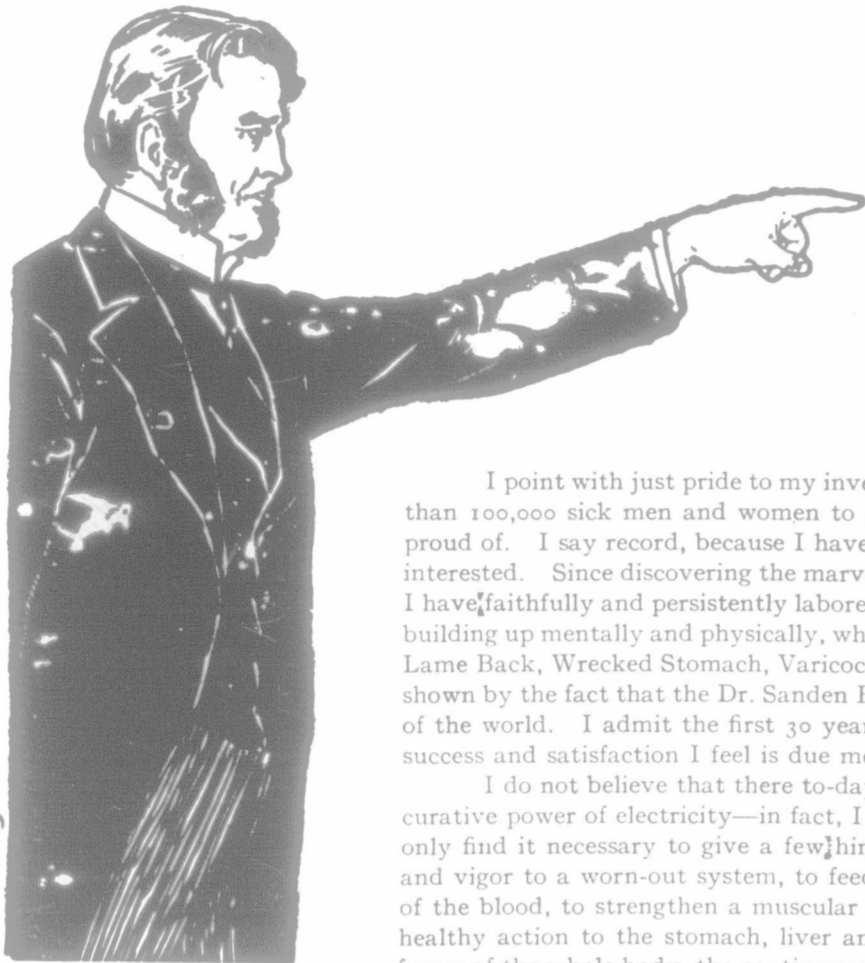 I point with just pride to my inve
than 100,000 sick men and women to
proud of. I say record, because I have
interested. Since discovering the marv
I have faithfully and persistently labore
building up mentally and physically, wh
Lame Back, Wrecked Stomach, Varicoc
shown by the fact that the Dr. Sanden E
of the world. I admit the first 30 year
success and satisfaction I feel is due me
I do not believe that there to-day
curative power of electricity—in fact, I
only find it necessary to give a few hin
and vigor to a worn-out system, to feed
of the blood, to strengthen a muscular
healthy action to the stomach, liver an